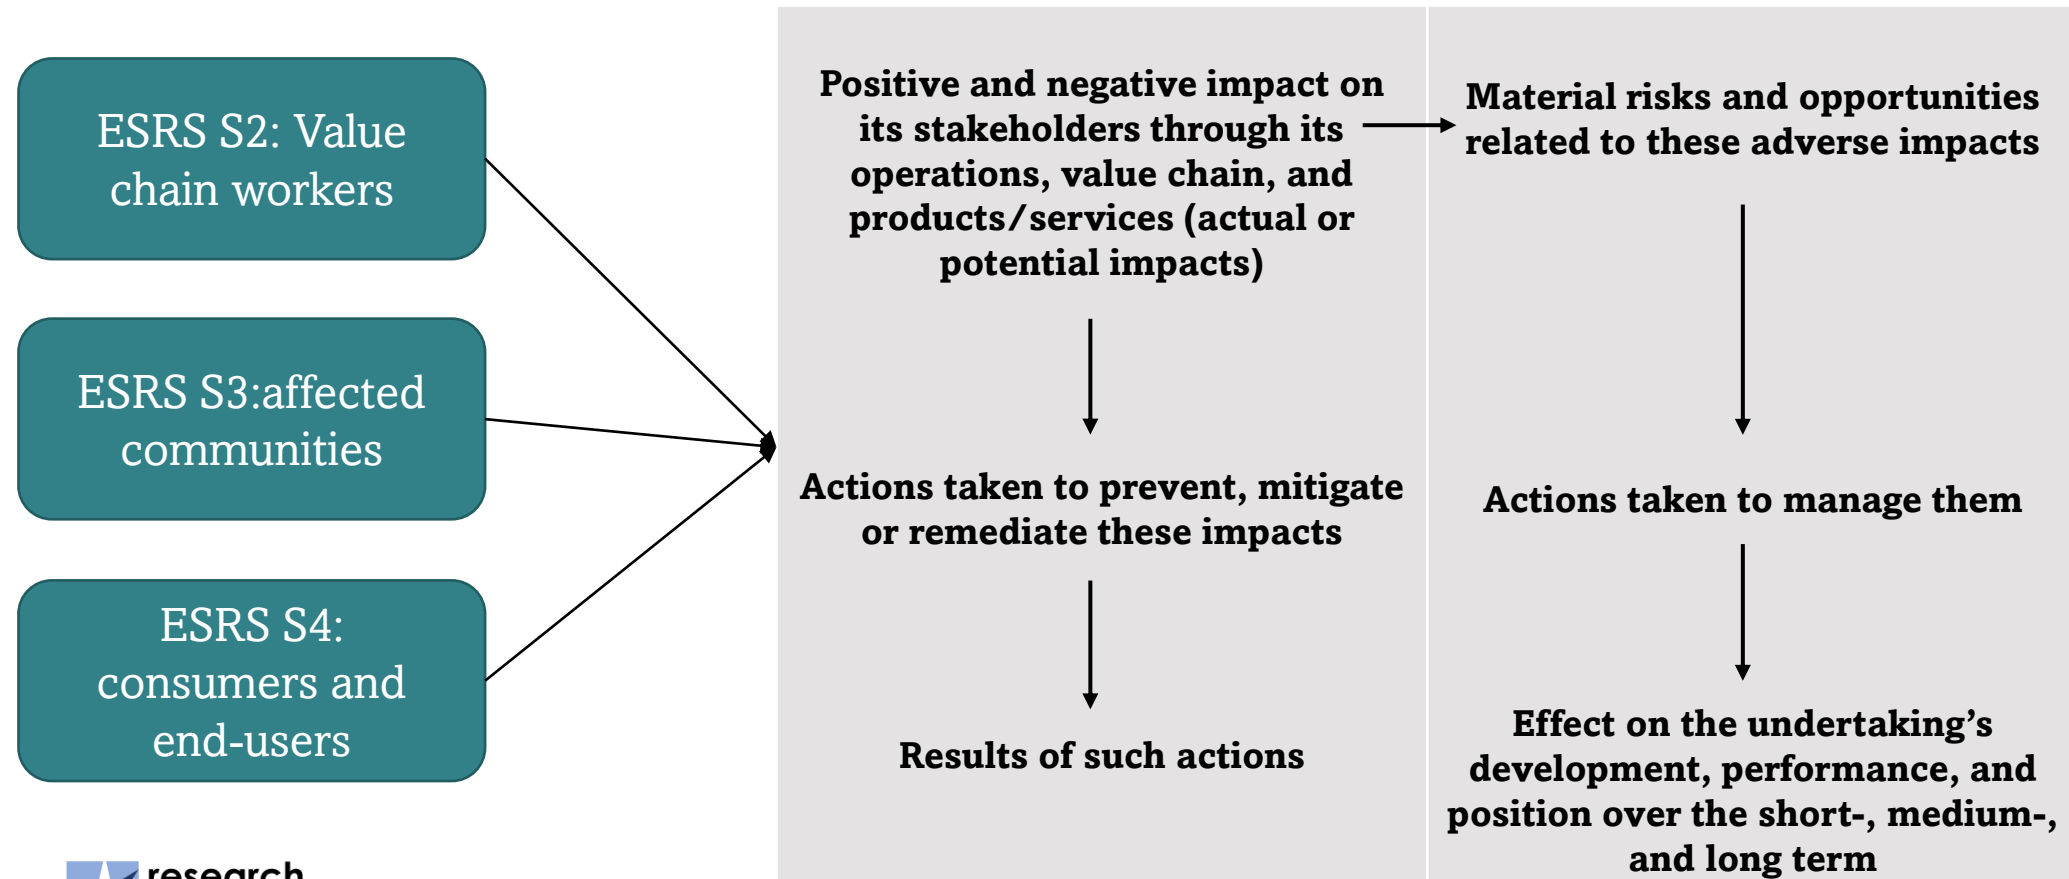 ESRS S2: Value
chain workers
ESRS S3:affected
communities
ESRS S4:
consumers and
end-users
Positive and negative impact on
its stakeholders through its
operations, value chain, and
products/services (actual or
potential impacts)
Actions taken to prevent, mitigate
or remediate these impacts
Results of such actions
Material risks and opportunities
related to these adverse impacts
Actions taken to manage them
Effect on the undertaking’s
development, performance, and
position over the short-, medium-,
and long term
research